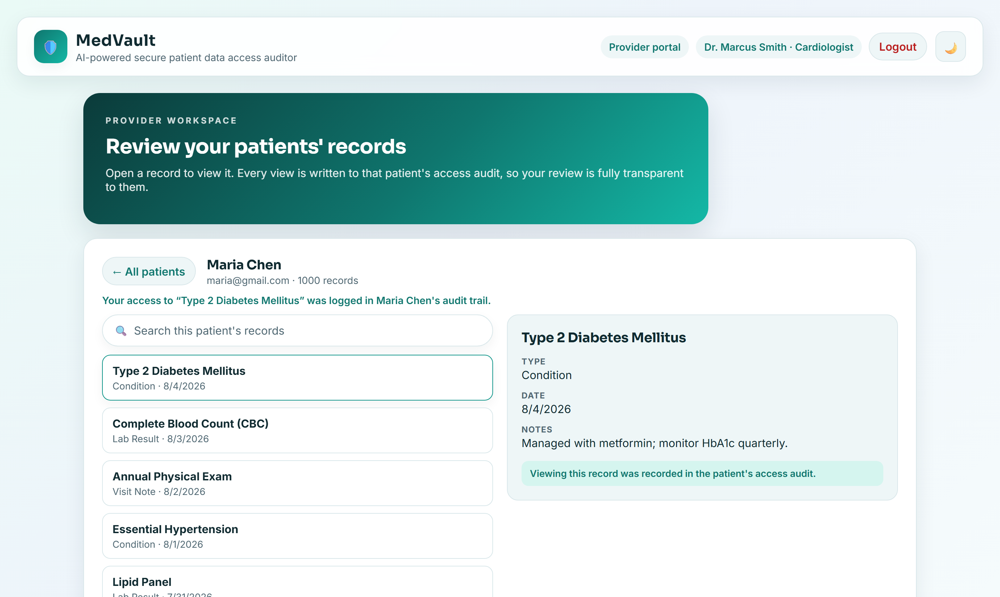 MedVault
AI-powered secure patient data access auditor
Provider portal
Dr. Marcus Smith · Cardiologist
Logout
PROVIDER WORKSPACE
Review your patients' records
Open a record to view it. Every view is written to that patient's access audit, so your review is fully transparent
to them.
← All patients
Maria Chen
maria@gmail.com · 1000 records
Your access to “Type 2 Diabetes Mellitus” was logged in Maria Chen's audit trail.
Search this patient's records
Type 2 Diabetes Mellitus
Condition · 8/4/2026
Complete Blood Count (CBC)
Lab Result · 8/3/2026
Annual Physical Exam
Visit Note · 8/2/2026
Essential Hypertension
Condition · 8/1/2026
Lipid Panel
Lab Result · 7/31/2026
Type 2 Diabetes Mellitus
TYPE
Condition
DATE
8/4/2026
NOTES
Managed with metformin; monitor HbA1c quarterly.
Viewing this record was recorded in the patient's access audit.